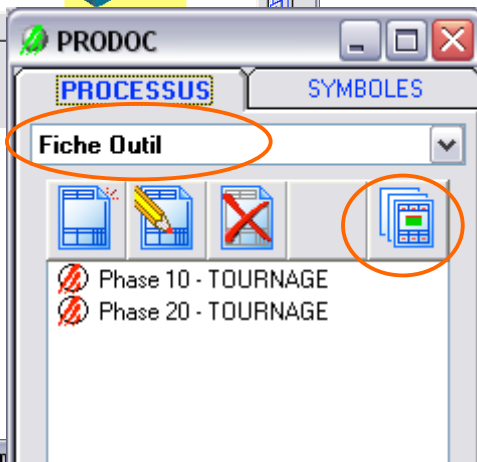 PRODOC
PROCESSUS SYMBOLES
Fiche Outil
Phase 10 - TOURNAGE
Phase 20 - TOURNAGE